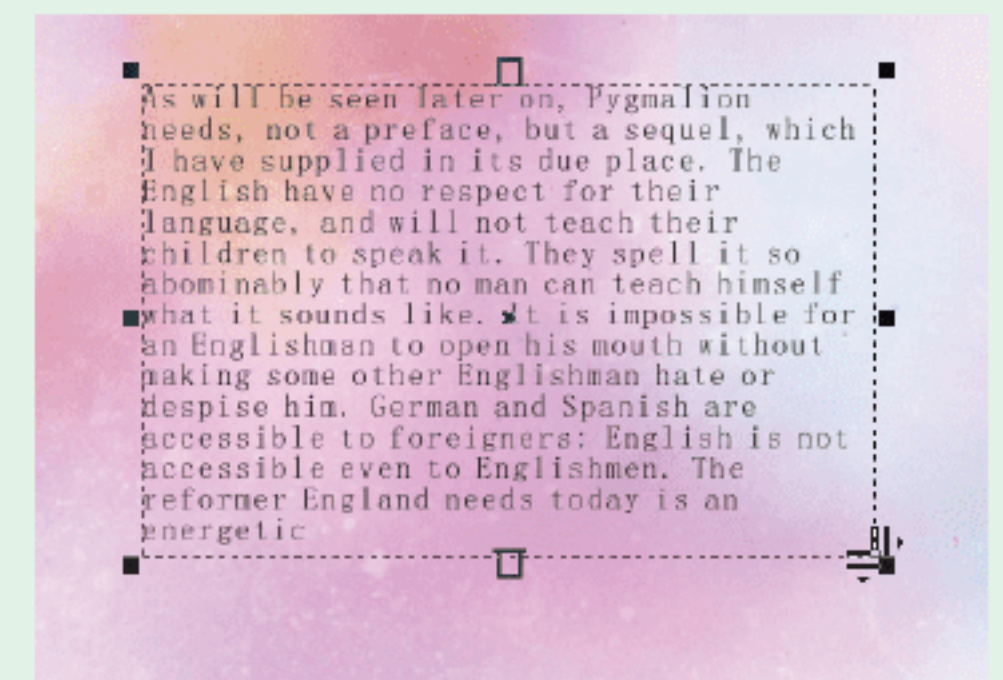 As will be seen later on, Pygmalion
needs, not a preface, but a sequel, which
I have supplied in its due place. The
English have no respect for their
language, and will not teach their
children to speak it. They spell it so
abominably that no man can teach himself
what it sounds like. It is impossible for
an Englishman to open his mouth without
making some other Englishman hate or
despise him. German and Spanish are
accessible to foreigners: English is not
accessible even to Englishmen. The
reformer England needs today is an
energetic